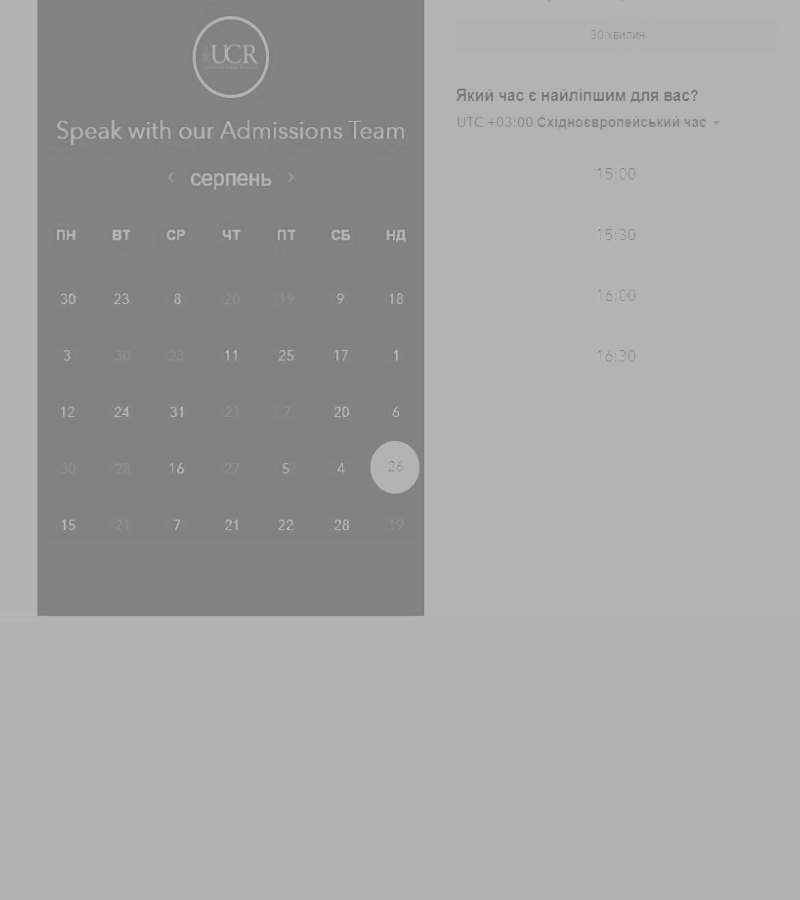 UCR
Speak with our Admissions Team
< серпень >
ПН ВТ СР ЧТ ПТ СБ НД
30 23 8 20 19 9 18
3 30 23 11 25 17 1
12 24 31 21 7 20 6
30 28 16 27 5 4 26
15 21 7 21 22 28 19
30 хвилин
Який час є найліпшим для вас?
UTC +03:00 Східноєвропейський час
15:00
15:30
16:00
16:30